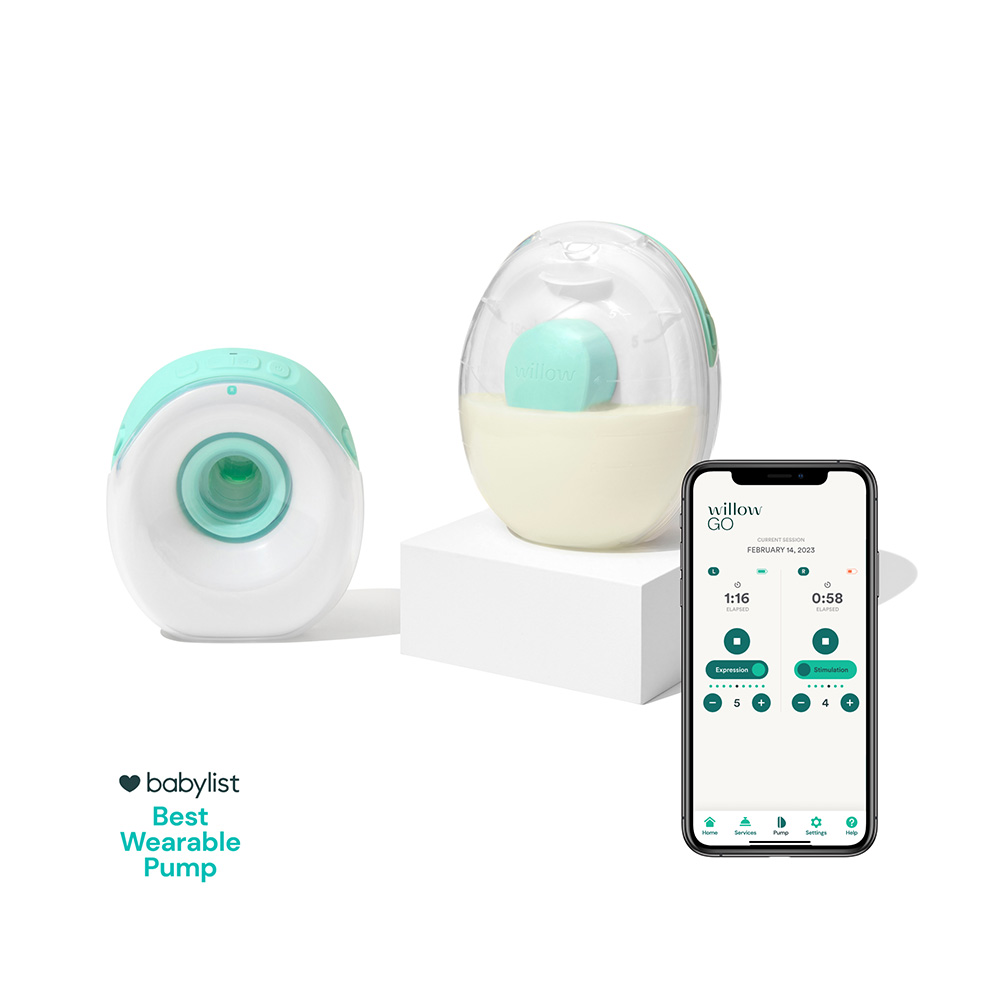 willow
5
willow
GO
CURRENT SESSION
FEBRUARY 14, 2023
L
R
1:16
0:58
ELAPSED
ELAPSED
Expression
Stimulation
5
4
Home Services Pump Settings Help
babylist
Best
Wearable
Pump